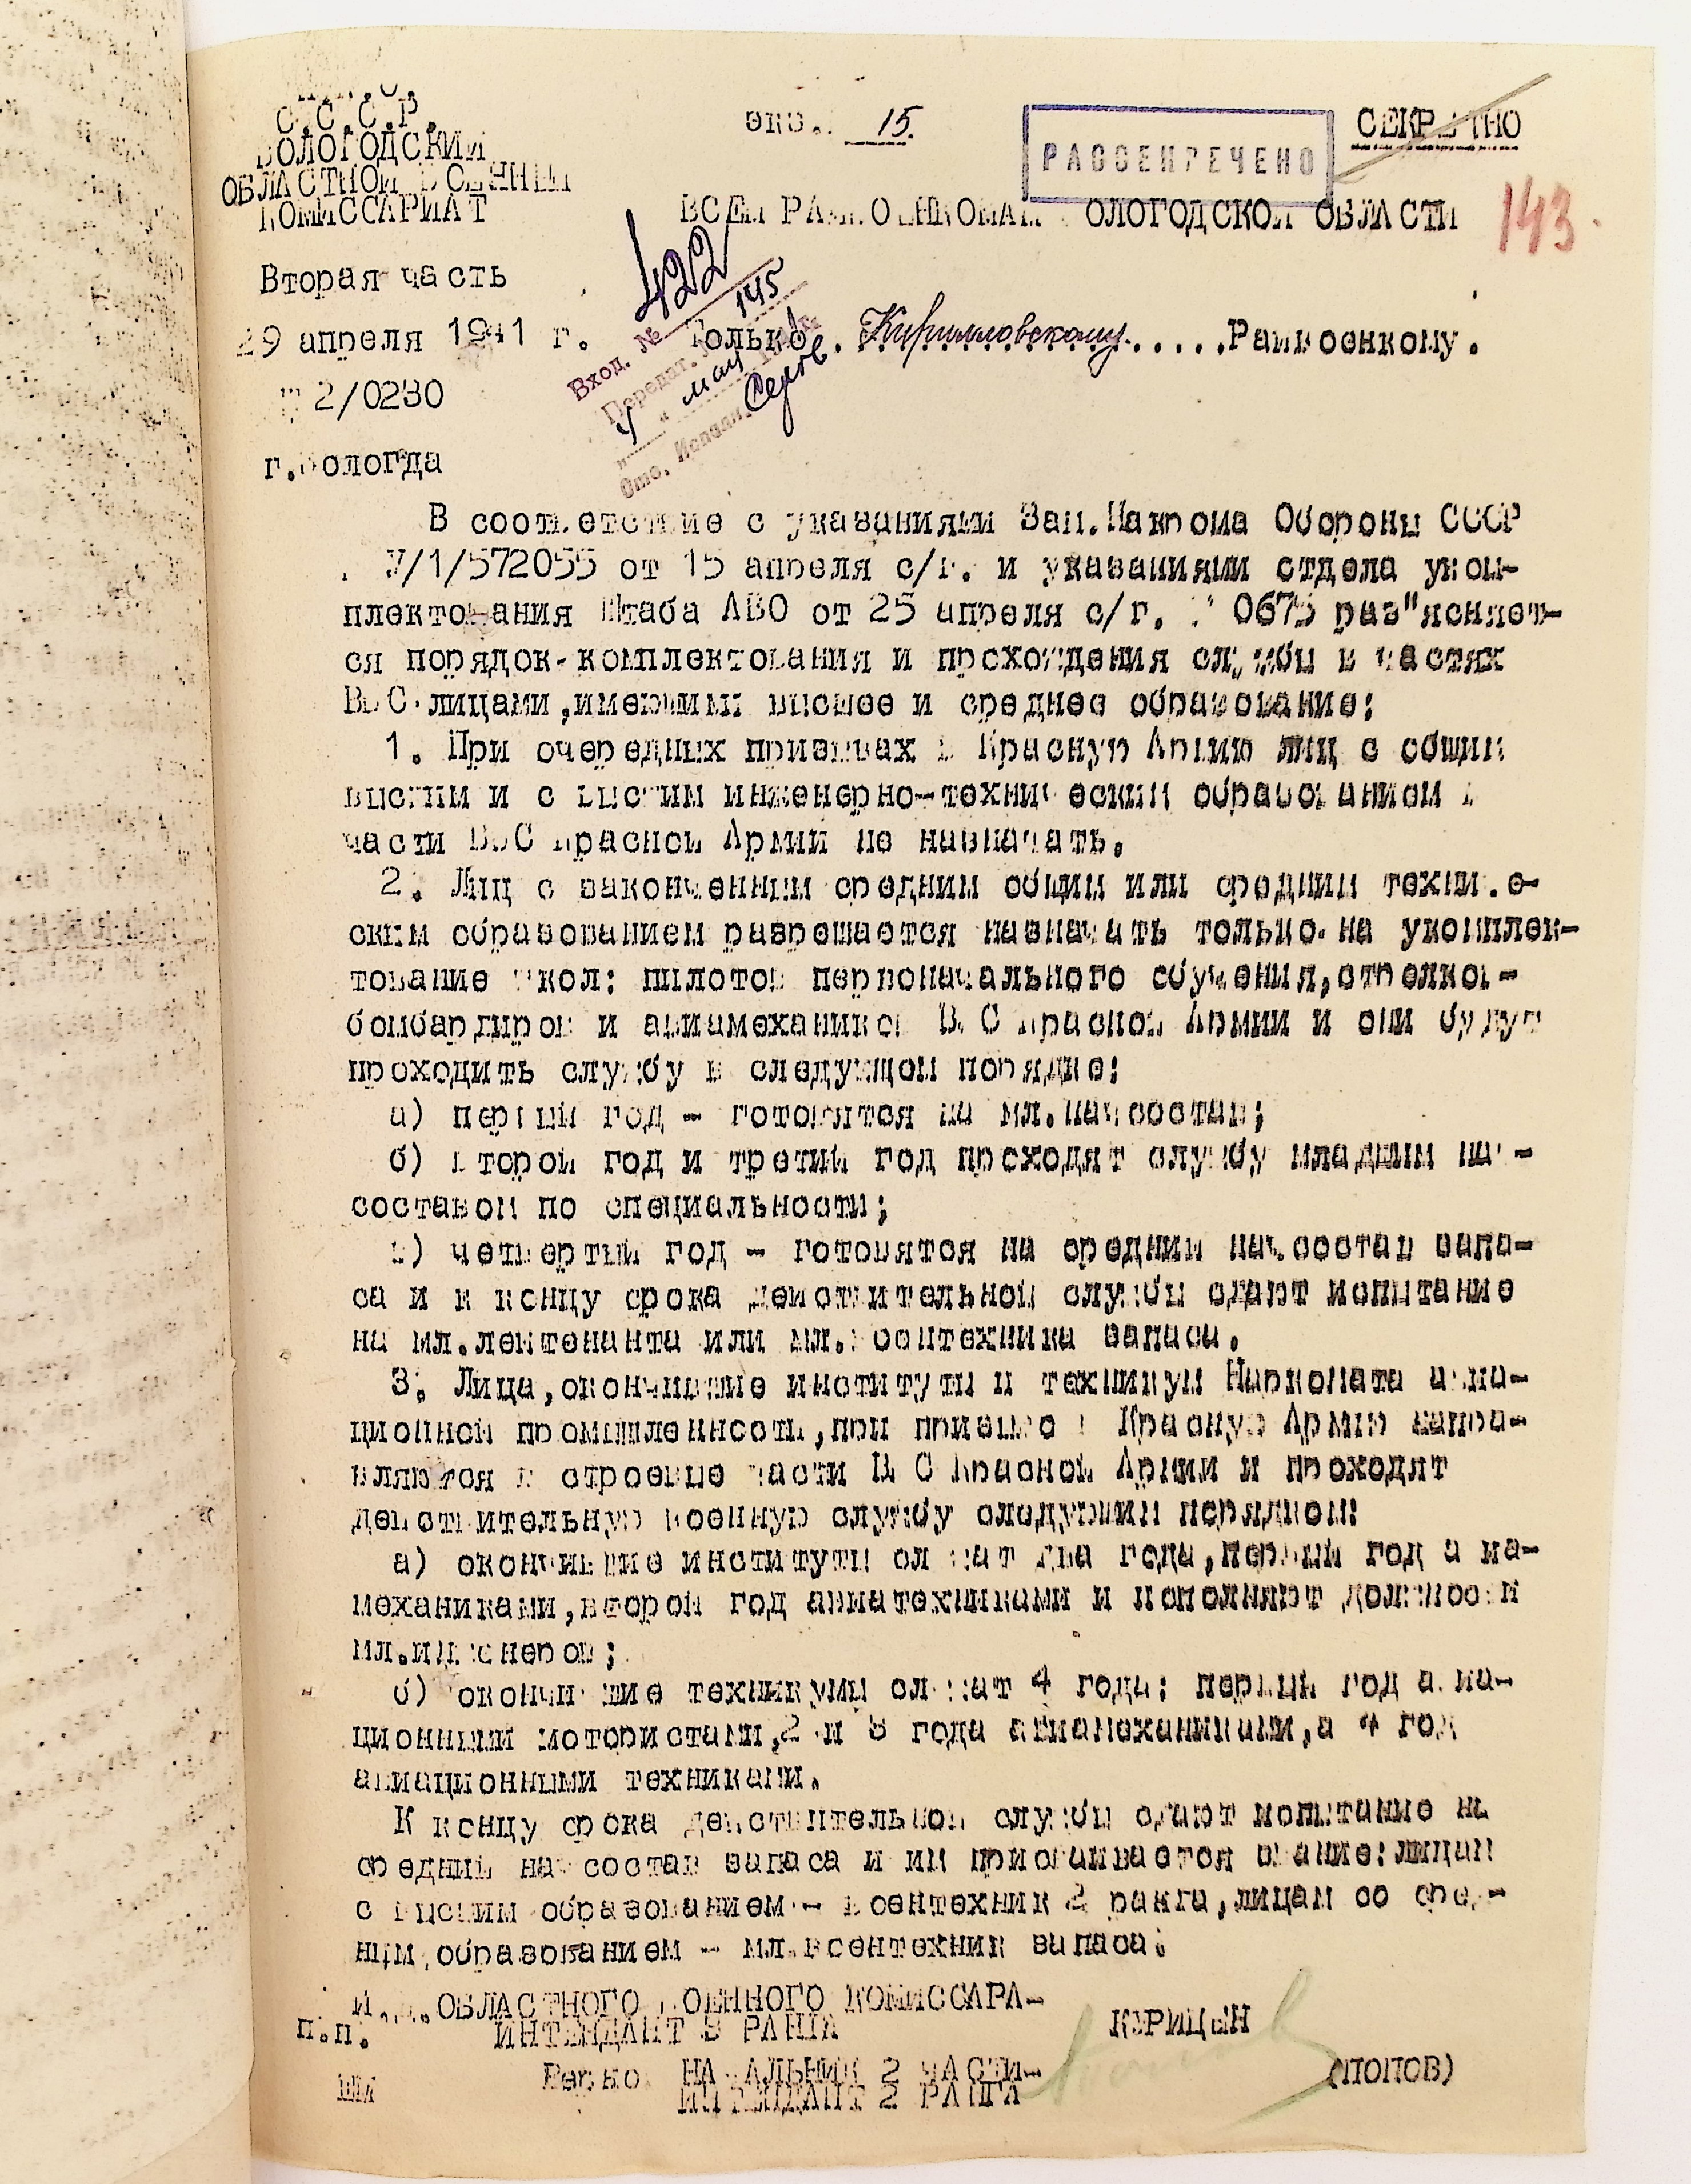 С.С.С.Р.
ВОЛОГОДСКИЙ
ОБЛАСТНОЙ ВОЕННЫЙ
КОМИССАРИАТ
экз. 15.
РАССЕКРЕЧЕНО
СЕКРЕТНО
ВСЕМ РАЙВОЕНКОМАМ ВОЛОГОДСКОЙ ОБЛАСТИ
143.
Вторая часть
29 апреля 1941 г.
№ 2/0230
г.Вологда
422
Вход. № 145
Передат.
5 " мая
Отв. Исполн.
Только . Кирилловскому . . . . . Райвоенкому.
В соответствие с указаниями Зам.Наркома Обороны СССР
У/1/572055 от 15 апреля с/г. и указаниями отдела уком-
плектования Штаба АВО от 25 апреля с/г. № 0675 раз"ясняет-
ся порядок комплектования и прохождения службы в частях
ВВС лицами,имеющими высшее и среднее образование:
1. При очередных призывах в Красную Армию лиц с общим
высшим и с высшим инженерно-техническим образованием в
части ВВС Красной Армии не назначать.
2. Лиц с законченным средним общим или средним техниче-
ским образованием разрешается назначать только на укомплек-
тование школ: пилотов первоначального обучения,стрелков-
бомбардиров и авиамехаников ВВС Красной Армии и они будут
проходить службу в следующем порядке:
а) первый год - готовятся на мл.начсостав;
б) второй год и третий год проходят службу младшим нач-
составом по специальности;
в) четвертый год - готовятся на средний начсостав запа-
са и к концу срока действительной службы сдают испытание
на мл.лейтенанта или мл.воентехника запаса.
3. Лица,окончившие институты и техникум Наркомата авиа-
ционной промышленность,при призыве в Красную Армию напра-
вляются в строевые части ВВС Красной Армии и проходят
действительную военную службу следующим порядком:
а) окончившие институты служат два года,первый год авиа-
механиками,второй год авиатехниками и исполняют должности
мл.инженеров;
б) окончившие техникумы служат 4 года: первый год авиа-
ционными мотористами,2 и 3 года авиамеханиками,а 4 год
авиационными техниками.
К концу срока действительной службы сдают испытание на
средний начсостав запаса и им присваивается звание:лицам
с высшим образованием - воентехник 2 ранга,лицам со сред-
ним образованием - мл.воентехник запаса.
ОБЛАСТНОГО ВОЕННОГО КОМИССАРА-
п.п. ИНТЕНДАНТ 3 РАНГА КУРИЦЫН
Верно: НАЧАЛЬНИК 2 ЧАСТИ-
ИНТЕНДАНТ 2 РАНГА (ПОПОВ)